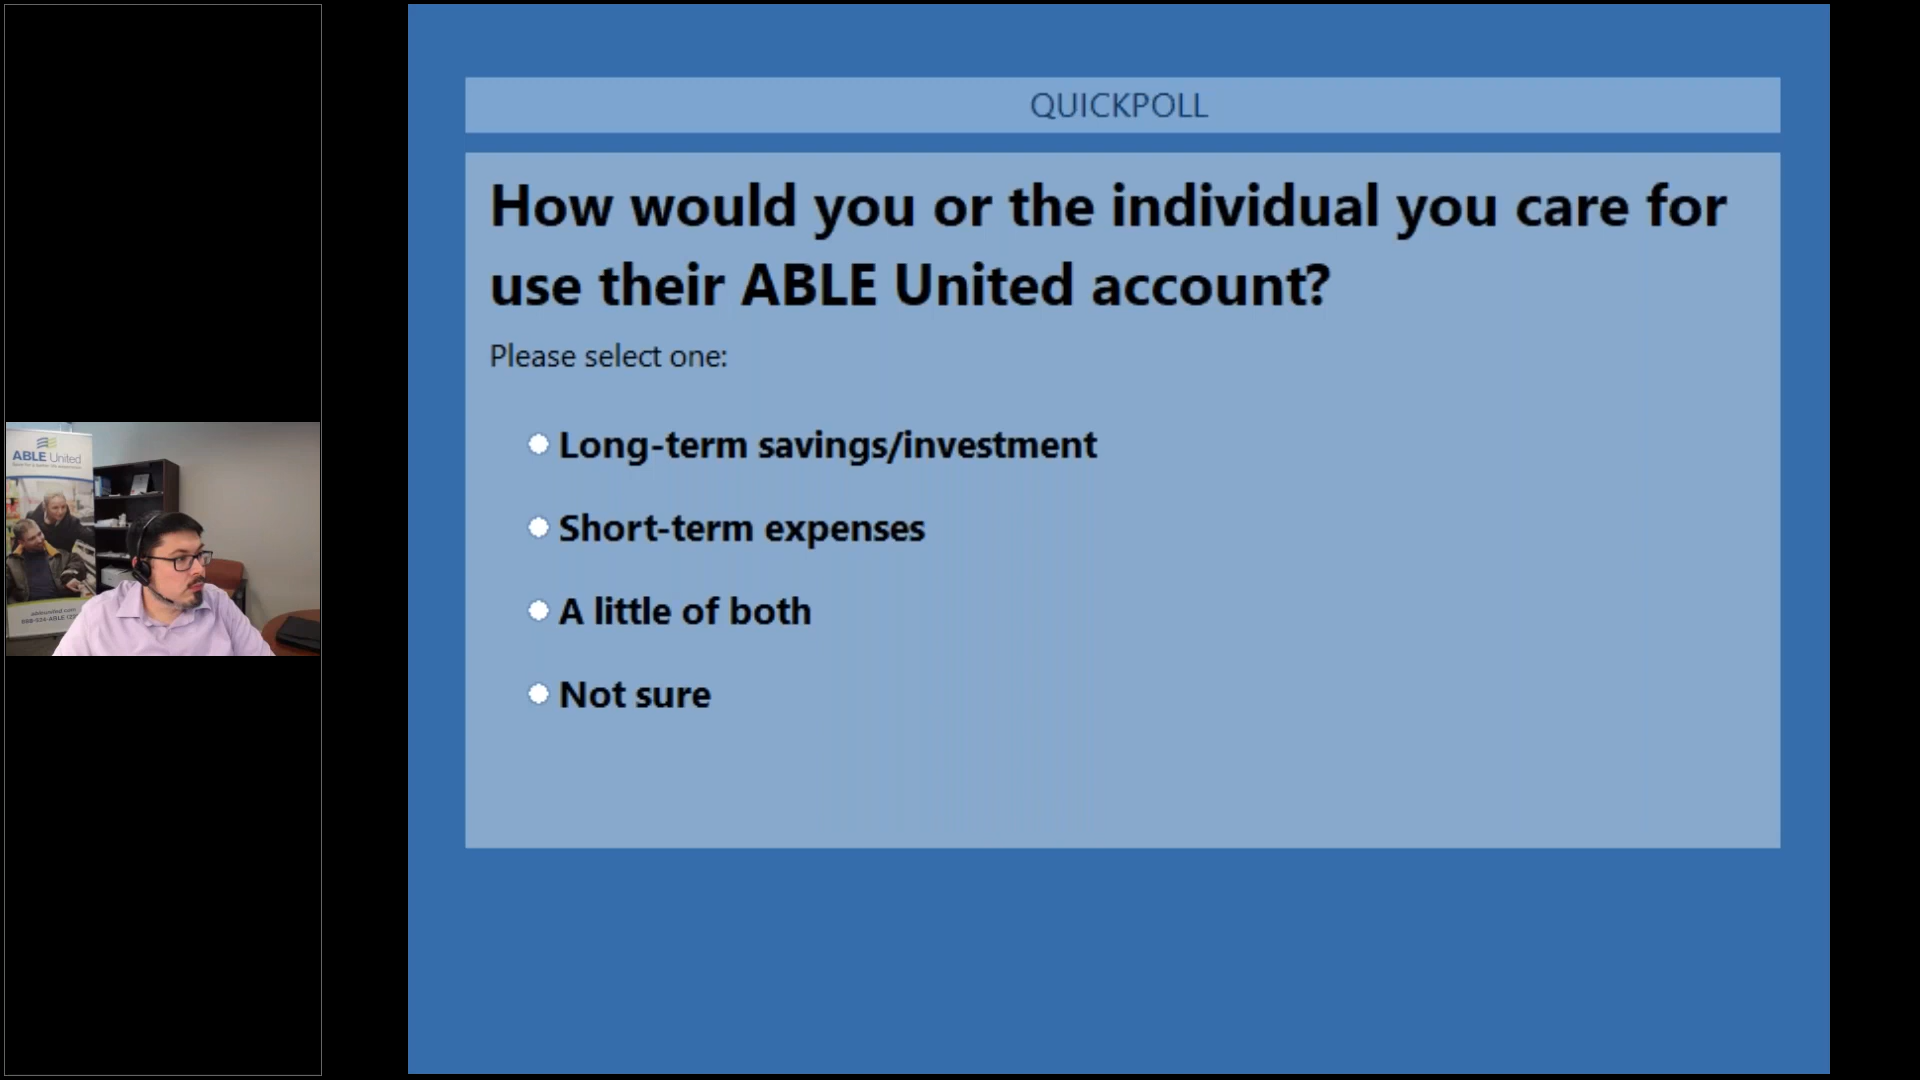 QUICKPOLL
How would you or the individual you care for
use their ABLE United account?
Please select one:
Long-term savings/investment
Short-term expenses
A little of both
Not sure
ABLE United